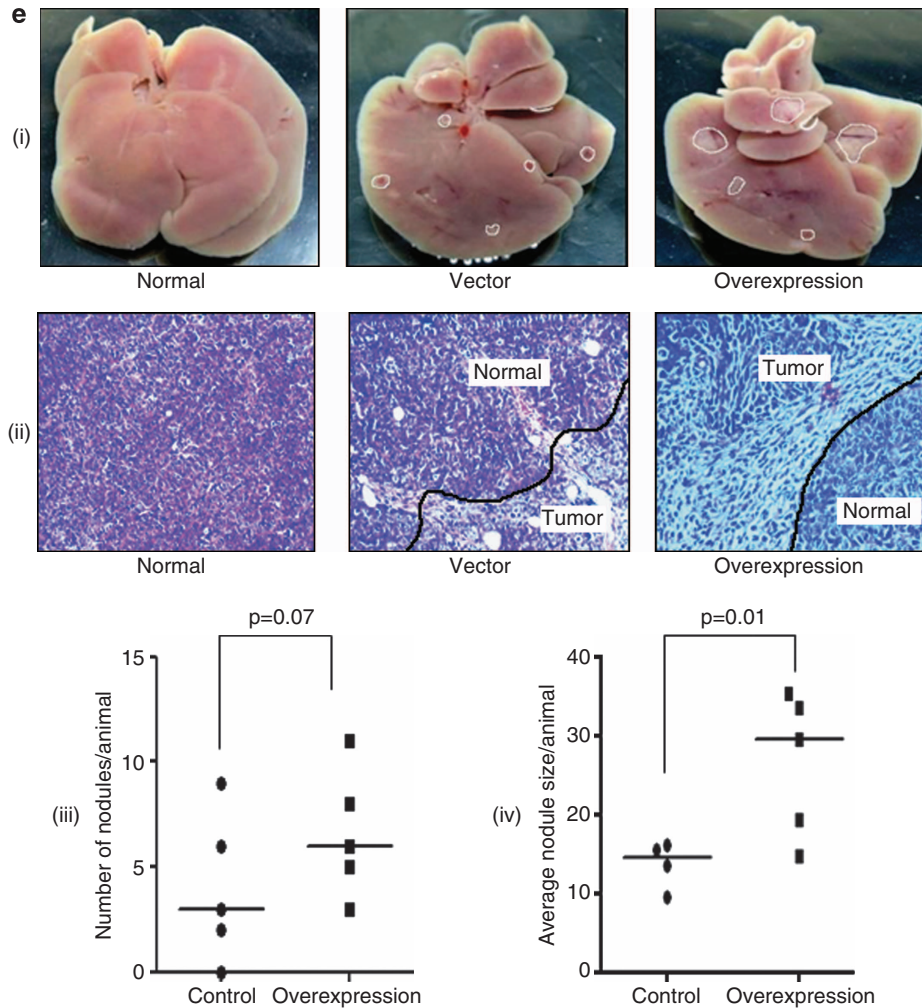 e
(i)
Normal Vector Overexpression
(ii)
Normal
Tumor
Tumor
Normal
Normal Vector Overexpression
(iii)
p=0.07
Number of nodules/animal
15
10
5
0
Control Overexpression
(iv)
p=0.01
Average nodule size/animal
40
30
20
10
0
Control Overexpression